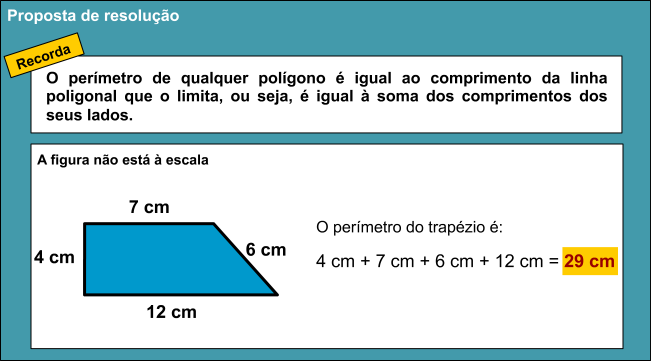 Proposta de resolução
Recorda
O perímetro de qualquer polígono é igual ao comprimento da linha
poligonal que o limita, ou seja, é igual à soma dos comprimentos dos
seus lados.
A figura não está à escala
7 cm
4 cm
6 cm
12 cm
O perímetro do trapézio é:
4 cm + 7 cm + 6 cm + 12 cm = 29 cm